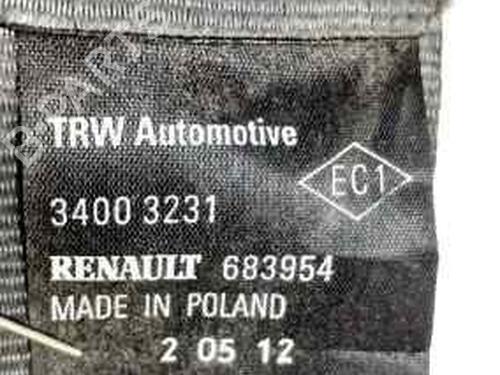 TRW Automotive
EC1
3400 3231
RENAULT 683954
MADE IN POLAND
2 05 12